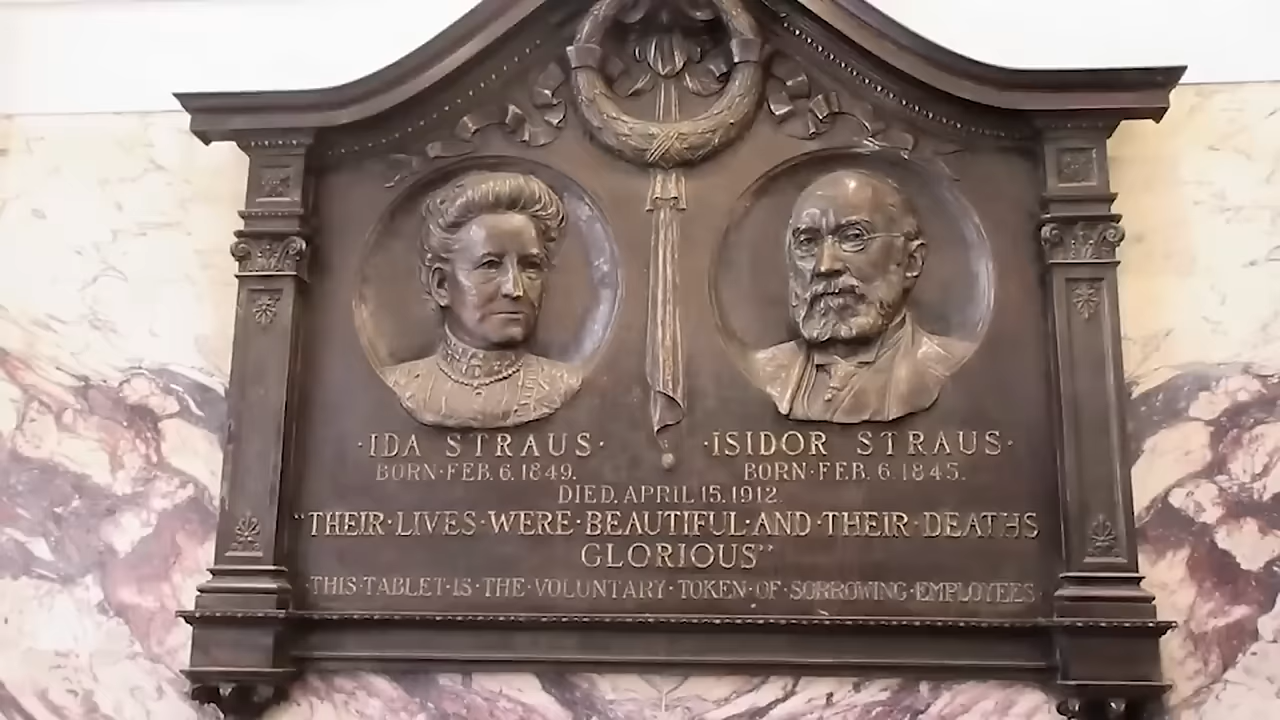 ·IDA STRAUS·
BORN·FEB. 6. 1849.
·ISIDOR STRAUS·
BORN·FEB. 6. 1845.
DIED. APRIL 15. 1912.
"THEIR·LIVES·WERE·BEAUTIFUL·AND·THEIR·DEATHS
GLORIOUS"
·THIS·TABLET·IS·THE·VOLUNTARY·TOKEN·OF·SORROWING·EMPLOYEES·